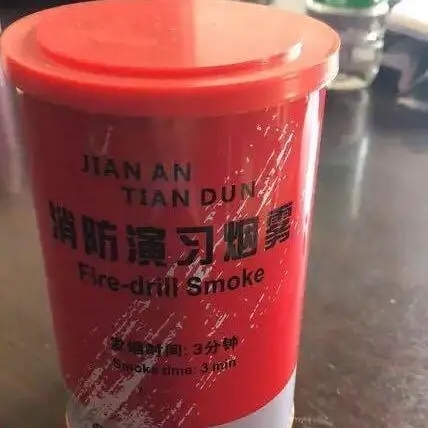 JIAN AN
TIAN DUN
消防演习烟雾
Fire-drill Smoke
发烟时间: 3分钟
Smoke time: 3 min